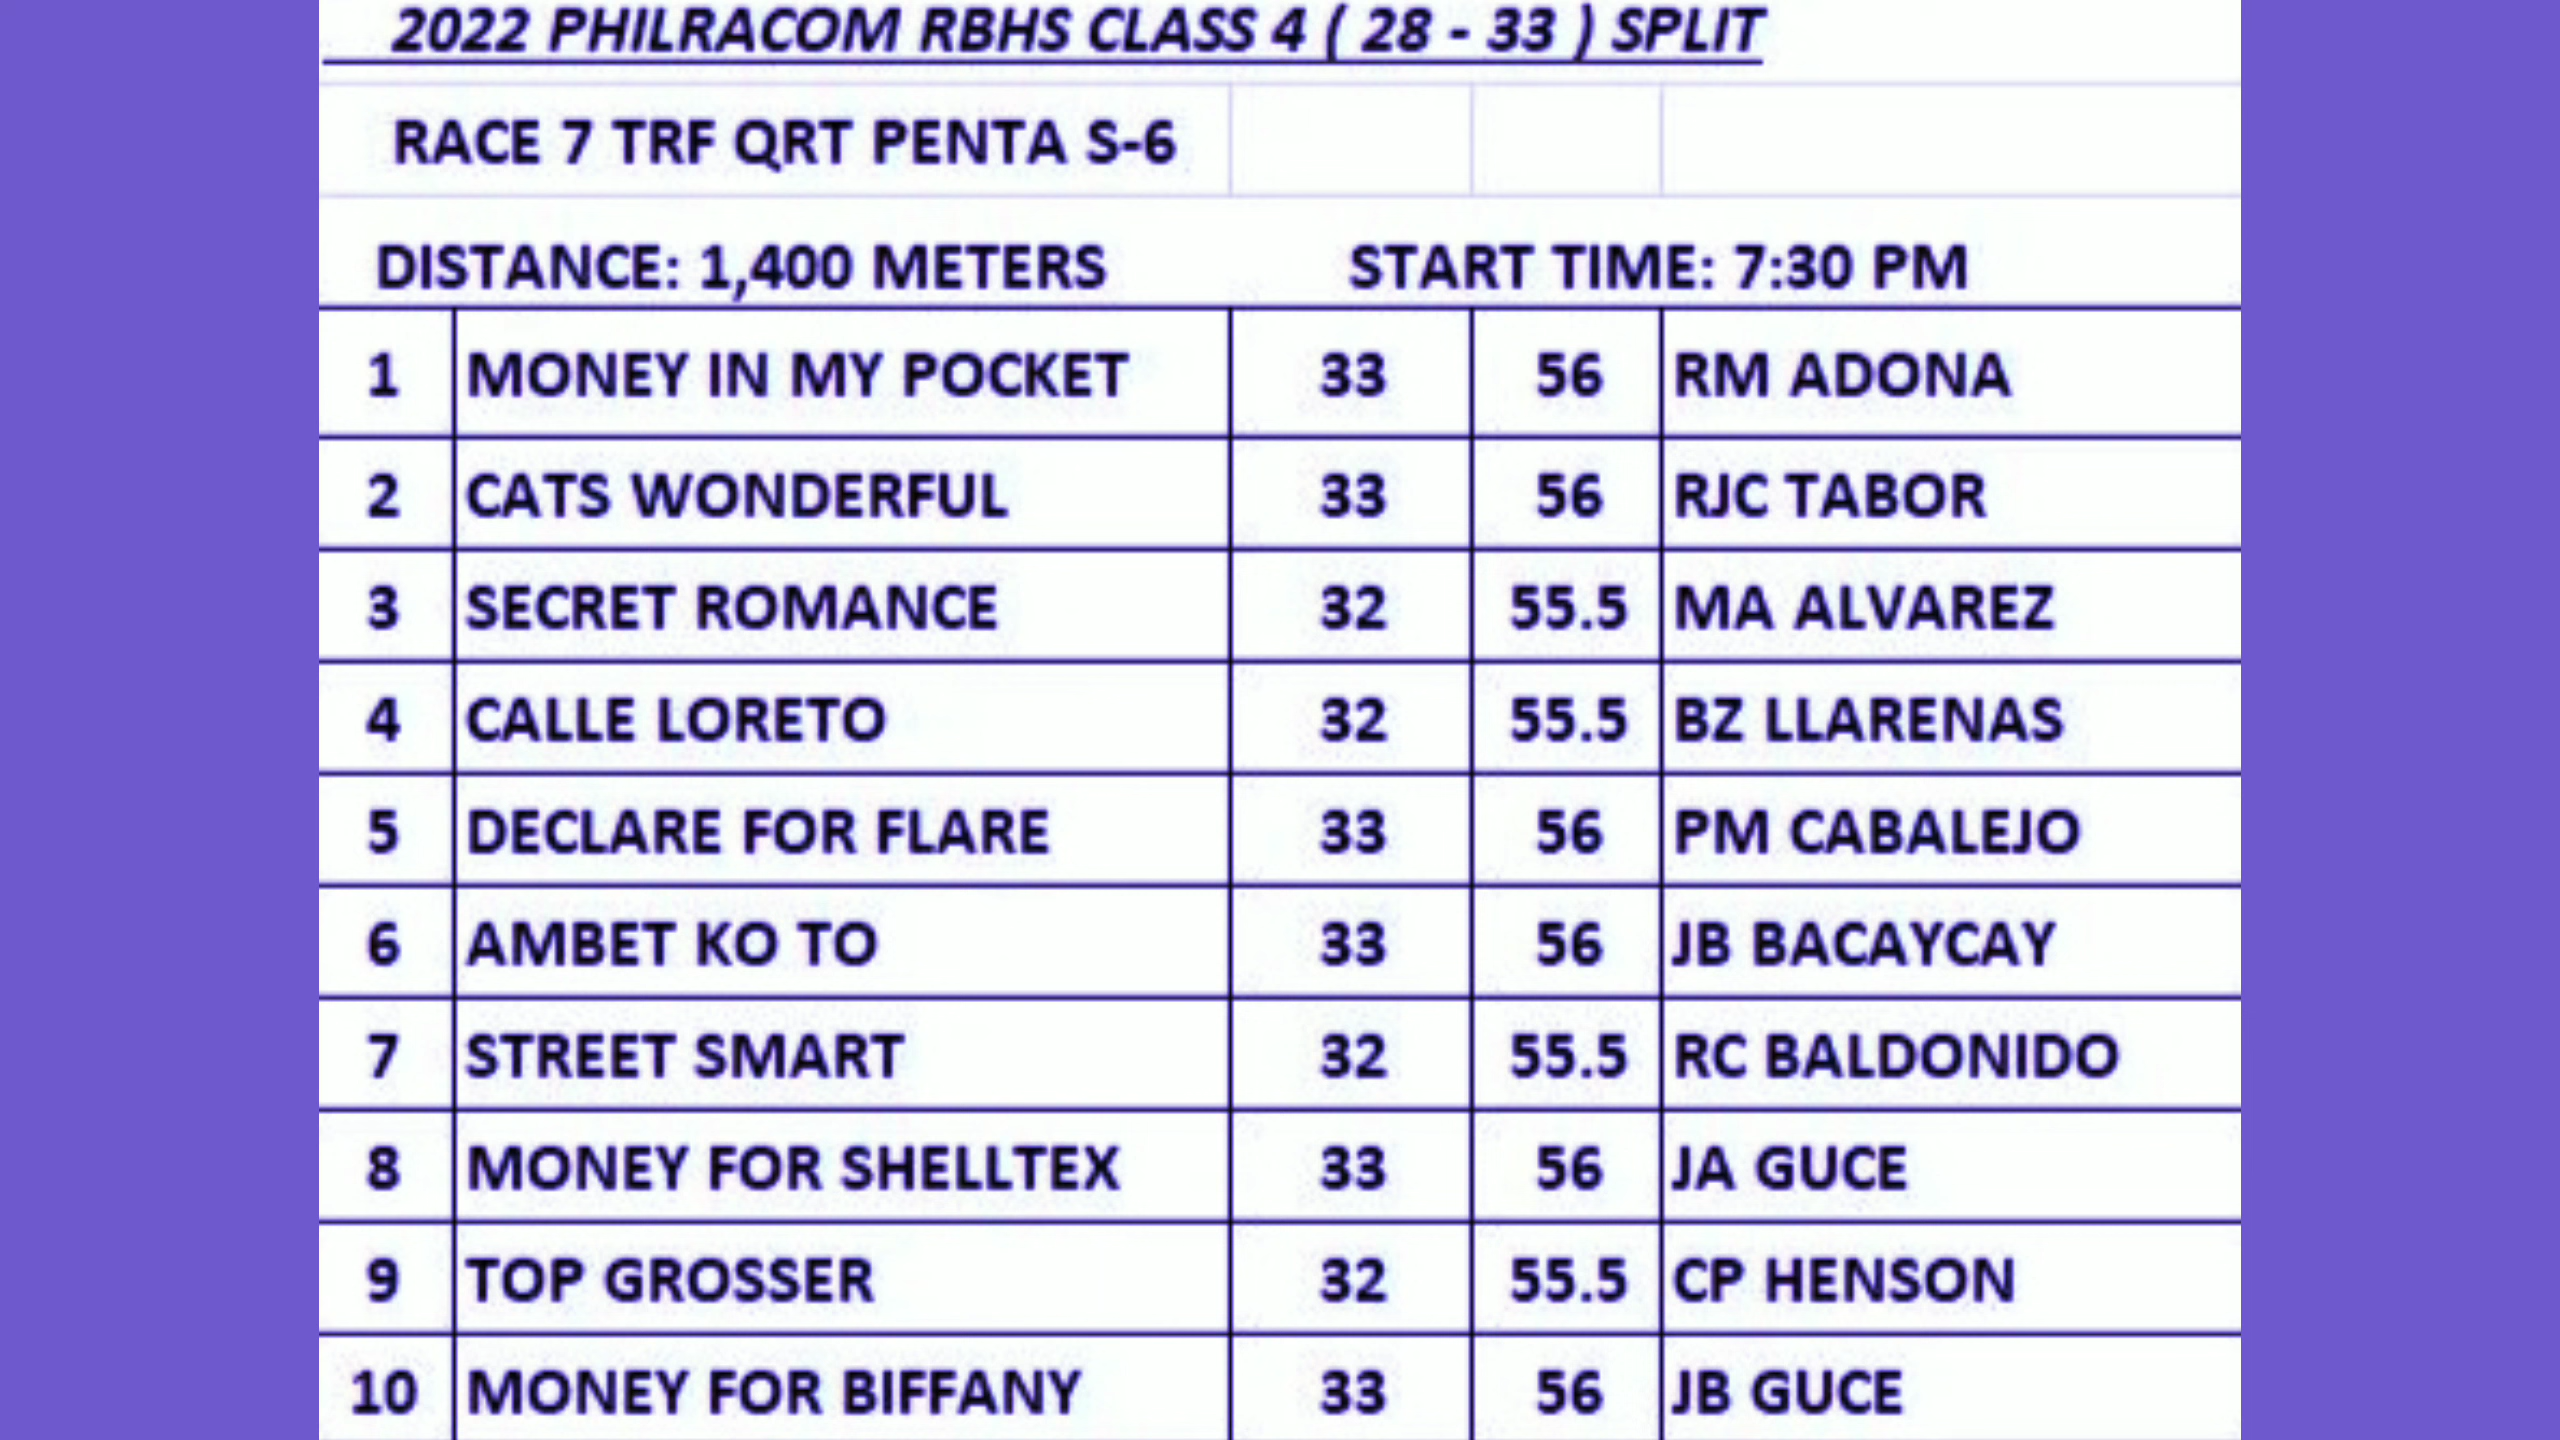 2022 PHILRACOM RBHS CLASS 4 ( 28 - 33 ) SPLIT
RACE 7 TRF QRT PENTA S-6
DISTANCE: 1,400 METERS START TIME: 7:30 PM
1 MONEY IN MY POCKET 33 56 RM ADONA
2 CATS WONDERFUL 33 56 RJC TABOR
3 SECRET ROMANCE 32 55.5 MA ALVAREZ
4 CALLE LORETO 32 55.5 BZ LLARENAS
5 DECLARE FOR FLARE 33 56 PM CABALEJO
6 AMBET KO TO 33 56 JB BACAYCAY
7 STREET SMART 32 55.5 RC BALDONIDO
8 MONEY FOR SHELLTEX 33 56 JA GUCE
9 TOP GROSSER 32 55.5 CP HENSON
10 MONEY FOR BIFFANY 33 56 JB GUCE